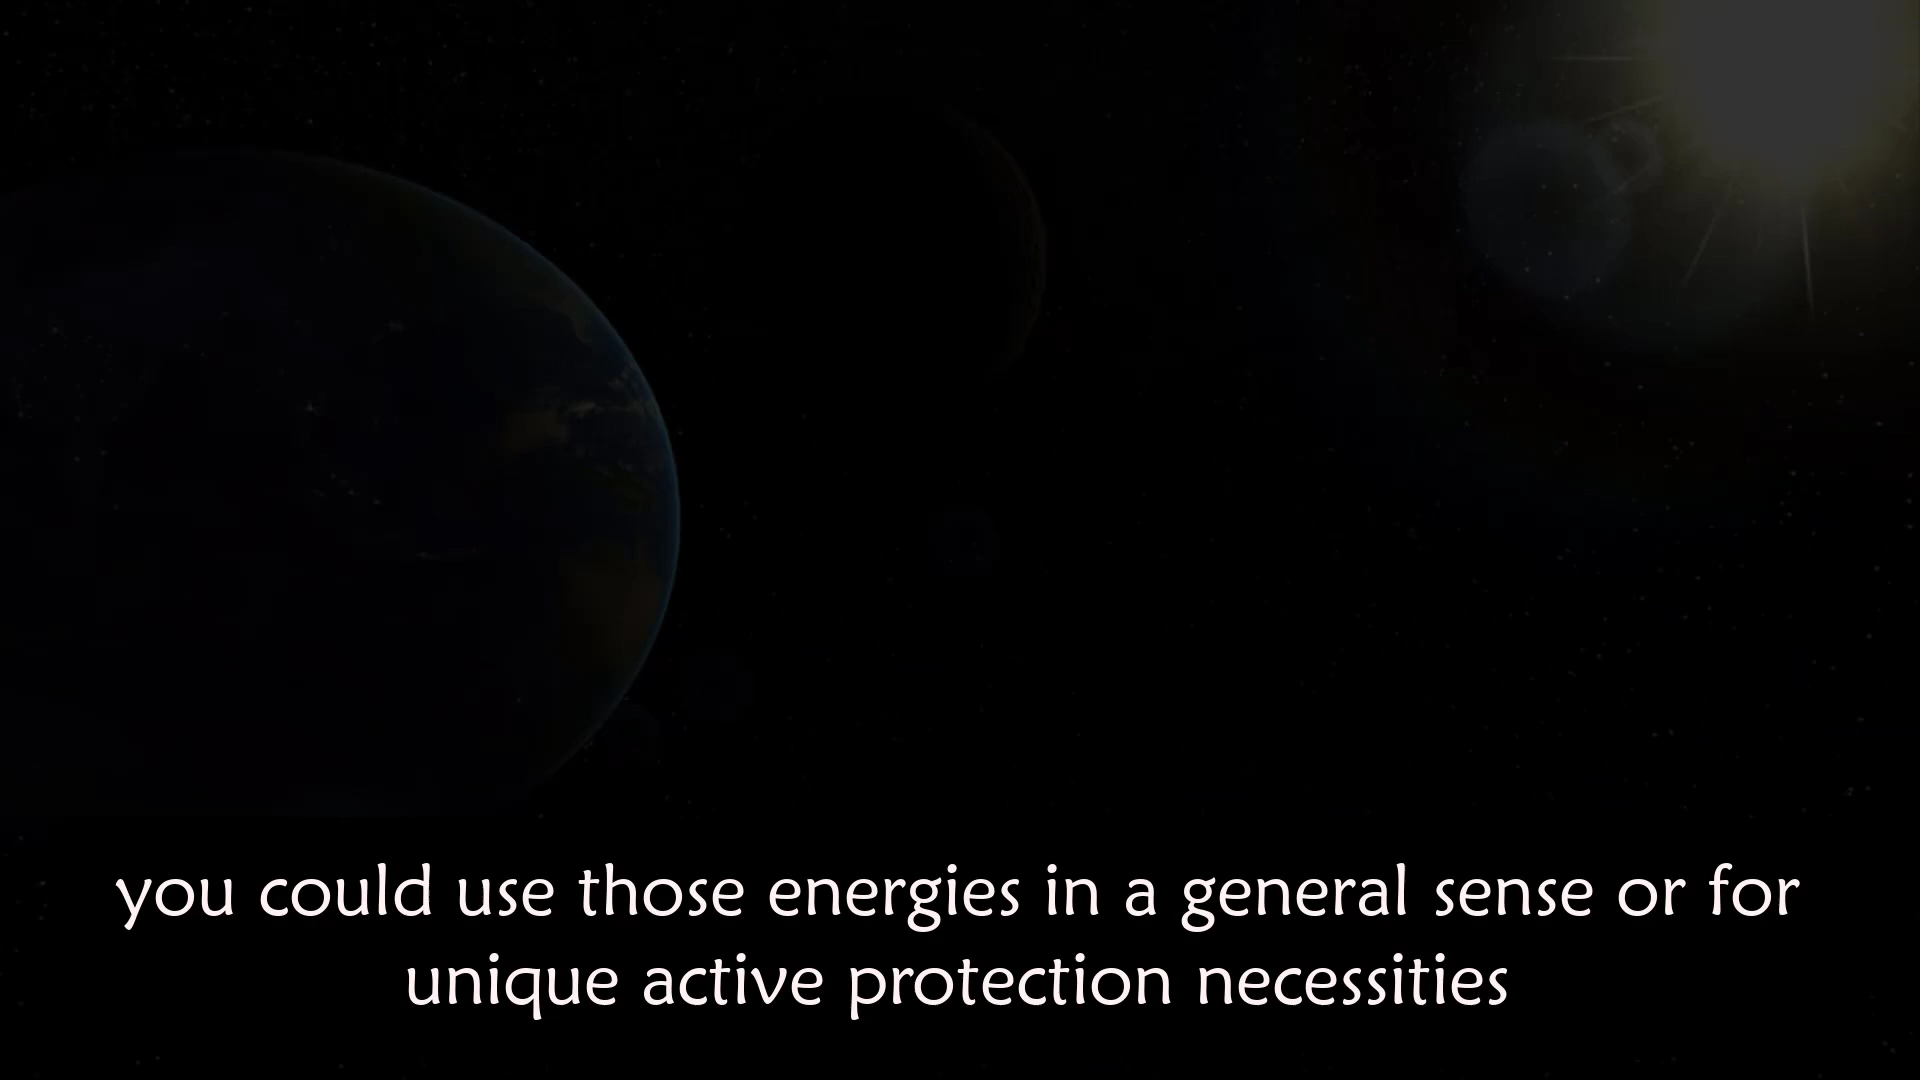 you could use those energies in a general sense or for
unique active protection necessities